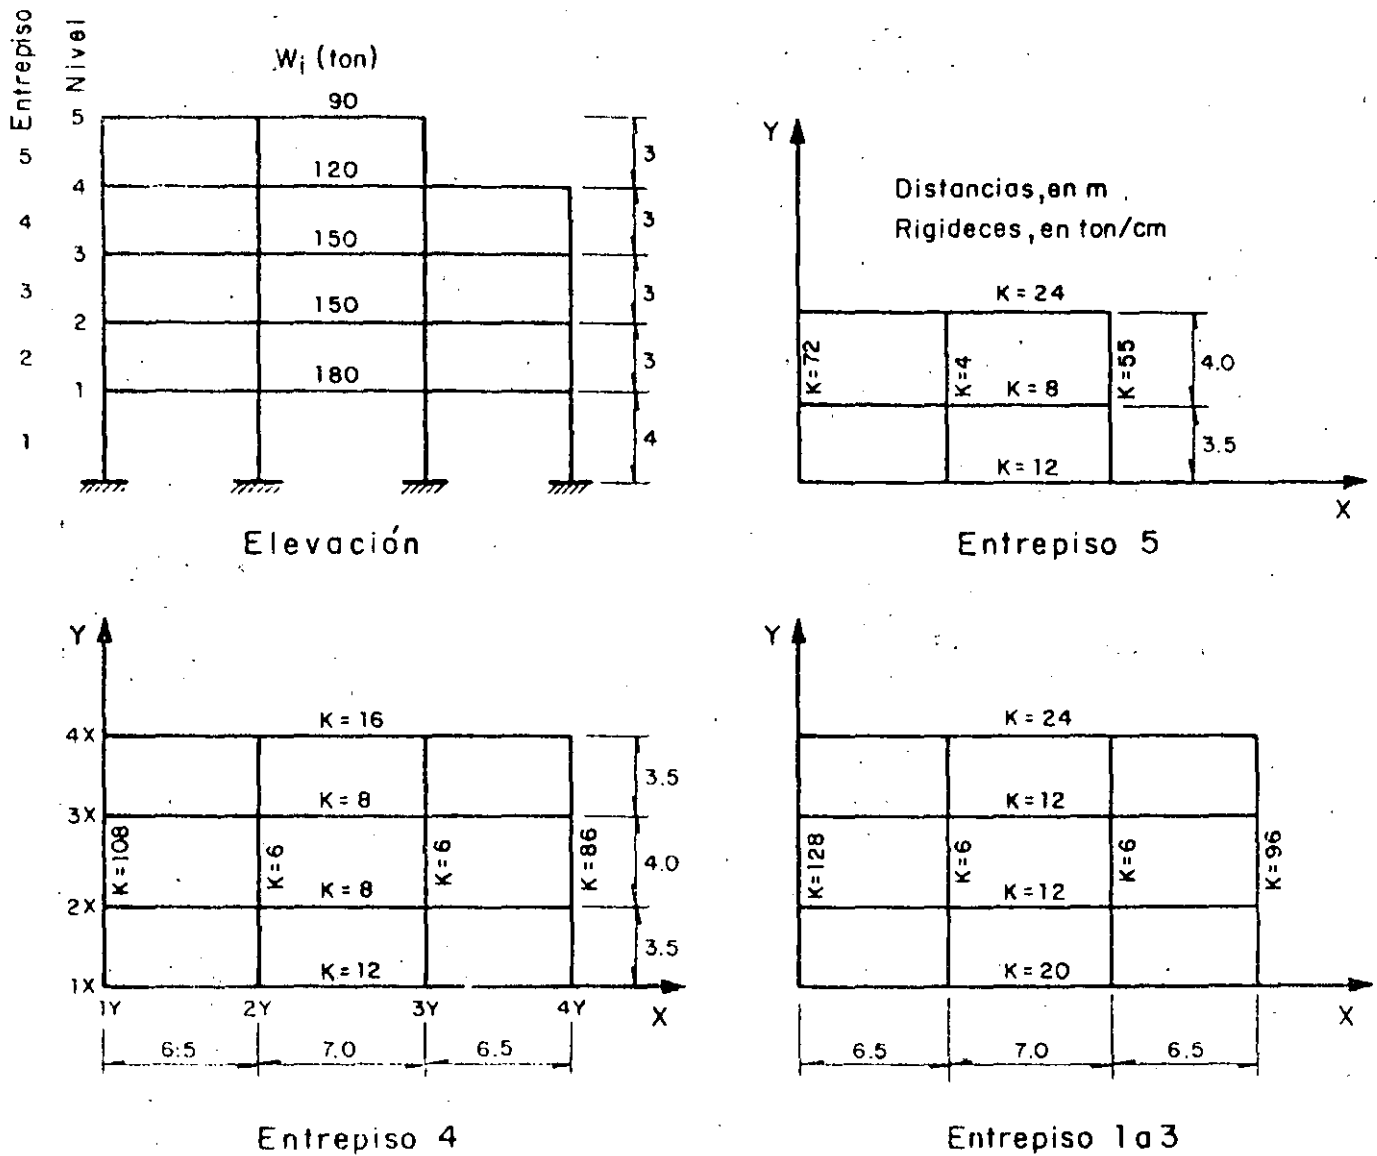 Entrepiso
Nivel
Wi (ton)
90
5
5
120
4
4
150
3
3
150
2
2
180
1
1
3
3
3
3
4
Elevación
Y
Distancias, en m
Rigideces, en ton/cm
K = 24
K = 72
K = 4
K = 8
K = 55
4.0
K = 12
3.5
X
Entrepiso 5
Y
4X
3X
2X
1X
K = 16
K = 8
K = 108
K = 6
K = 6
K = 86
K = 8
K = 12
3.5
4.0
3.5
1Y
2Y
3Y
4Y
X
6.5
7.0
6.5
Entrepiso 4
Y
K = 24
K = 12
K = 128
K = 6
K = 6
K = 96
K = 12
K = 20
X
6.5
7.0
6.5
Entrepiso 1 a 3